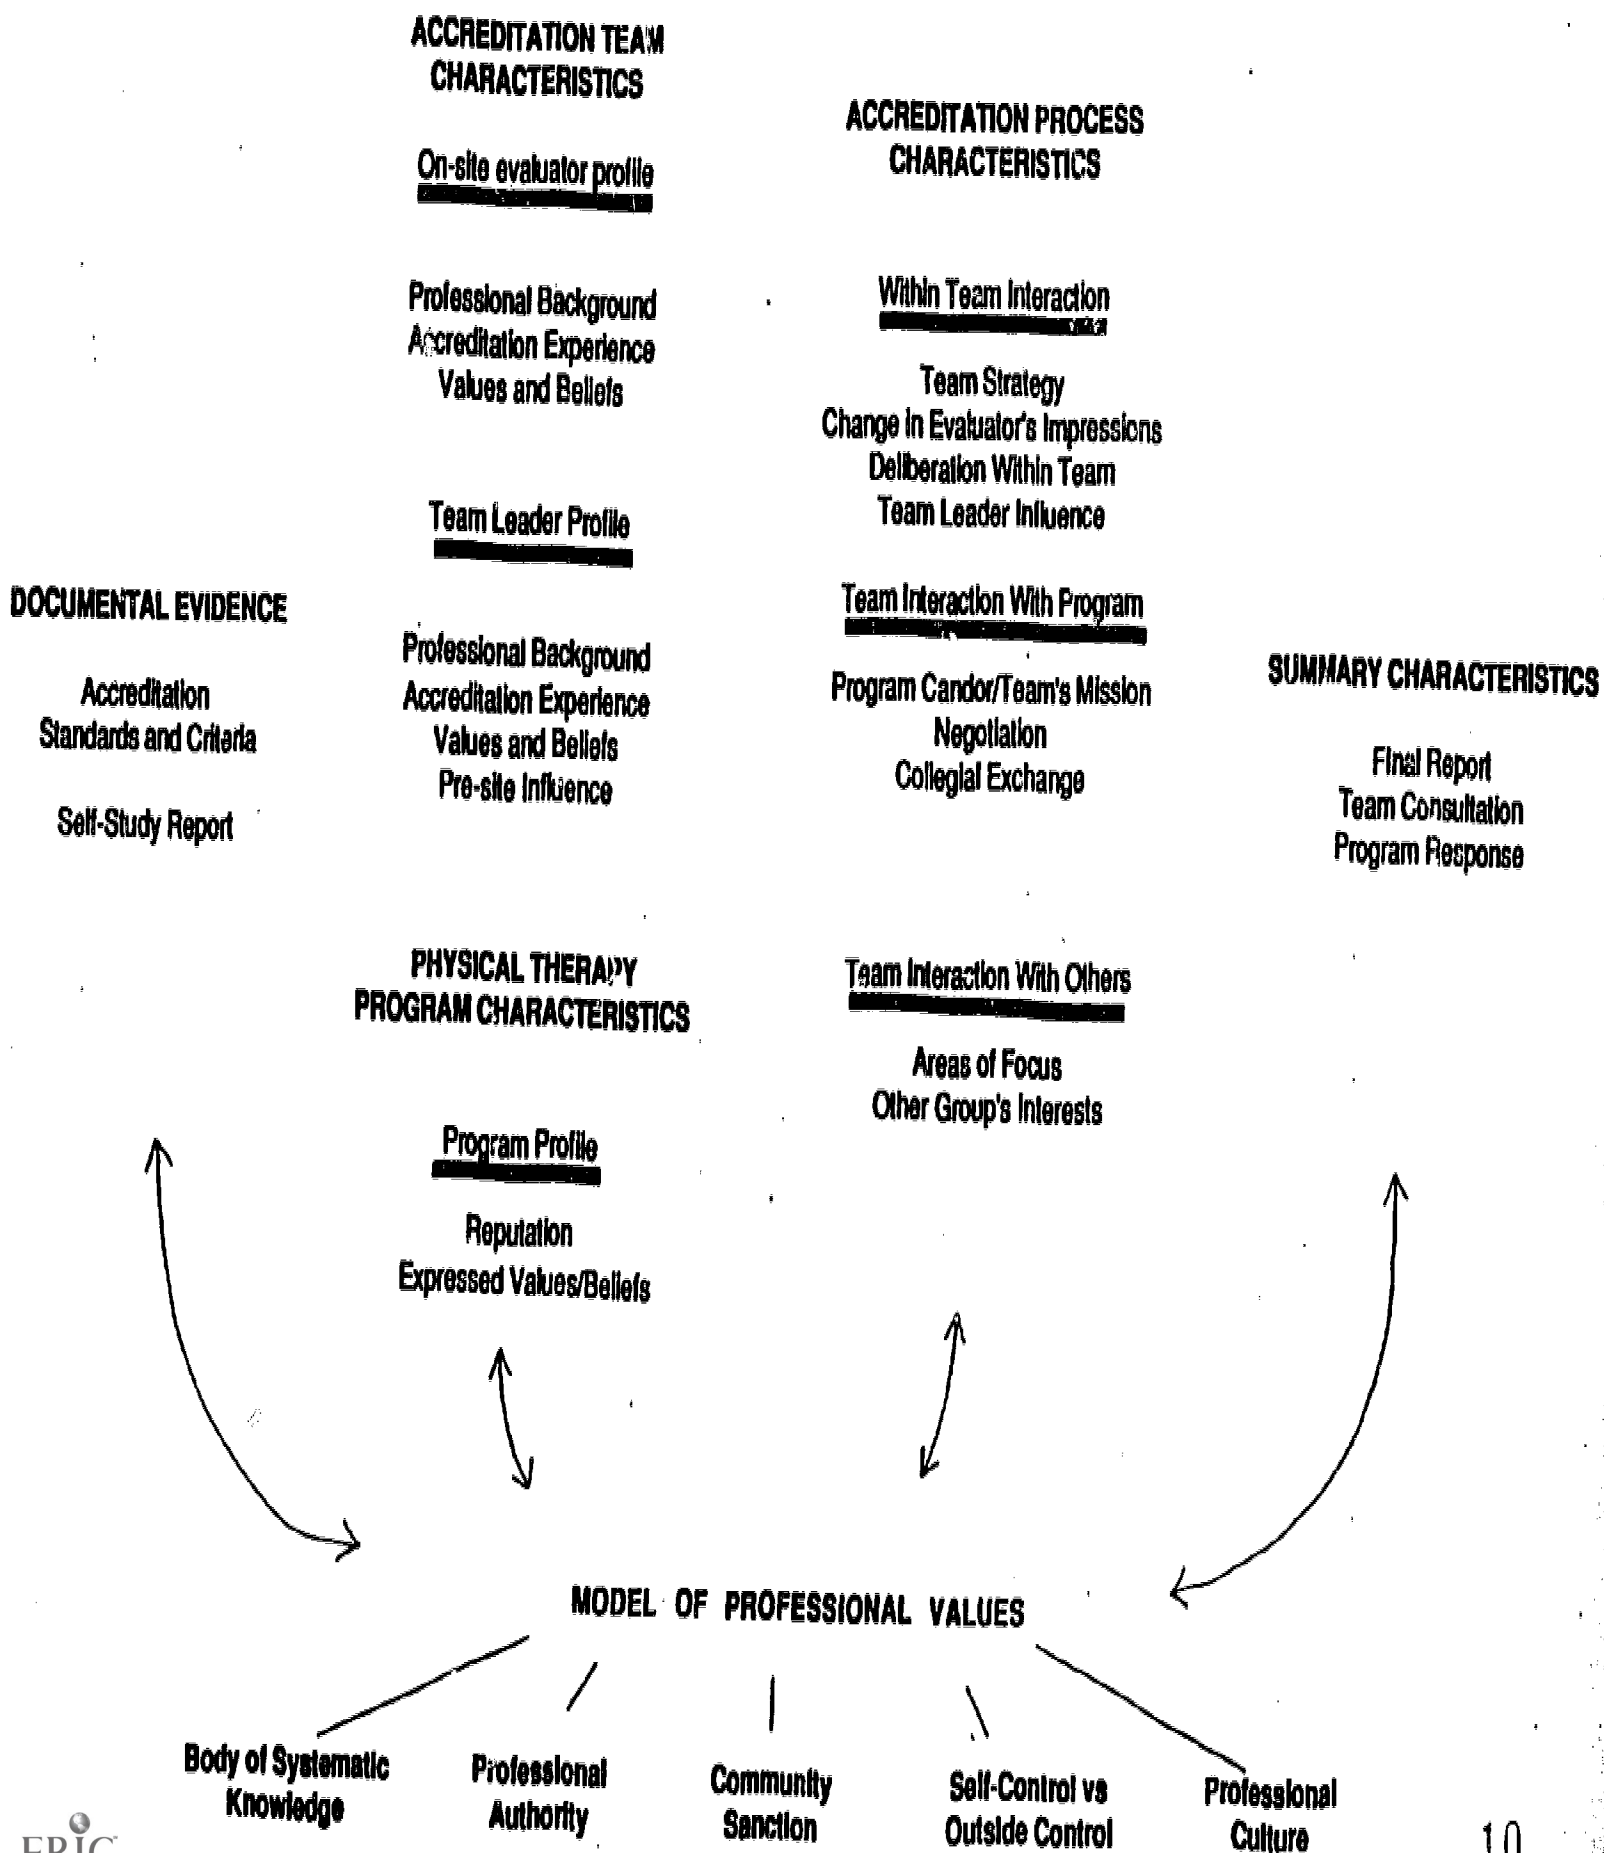 ACCREDITATION TEAM
CHARACTERISTICS
On-site evaluator profile
Professional Background
Accreditation Experience
Values and Beliefs
Team Leader Profile
Professional Background
Accreditation Experience
Values and Beliefs
Pre-site Influence
ACCREDITATION PROCESS
CHARACTERISTICS
Within Team Interaction
Team Strategy
Change in Evaluator's Impressions
Deliberation Within Team
Team Leader Influence
Team Interaction With Program
Program Candor/Team's Mission
Negotiation
Collegial Exchange
Team Interaction With Others
Areas of Focus
Other Group's Interests
DOCUMENTAL EVIDENCE
Accreditation
Standards and Criteria
Self-Study Report
PHYSICAL THERAPY
PROGRAM CHARACTERISTICS
Program Profile
Reputation
Expressed Values/Beliefs
SUMMARY CHARACTERISTICS
Final Report
Team Consultation
Program Response
MODEL OF PROFESSIONAL VALUES
Body of Systematic
Knowledge
Professional
Authority
Community
Sanction
Self-Control vs
Outside Control
Professional
Culture
ERIC
10